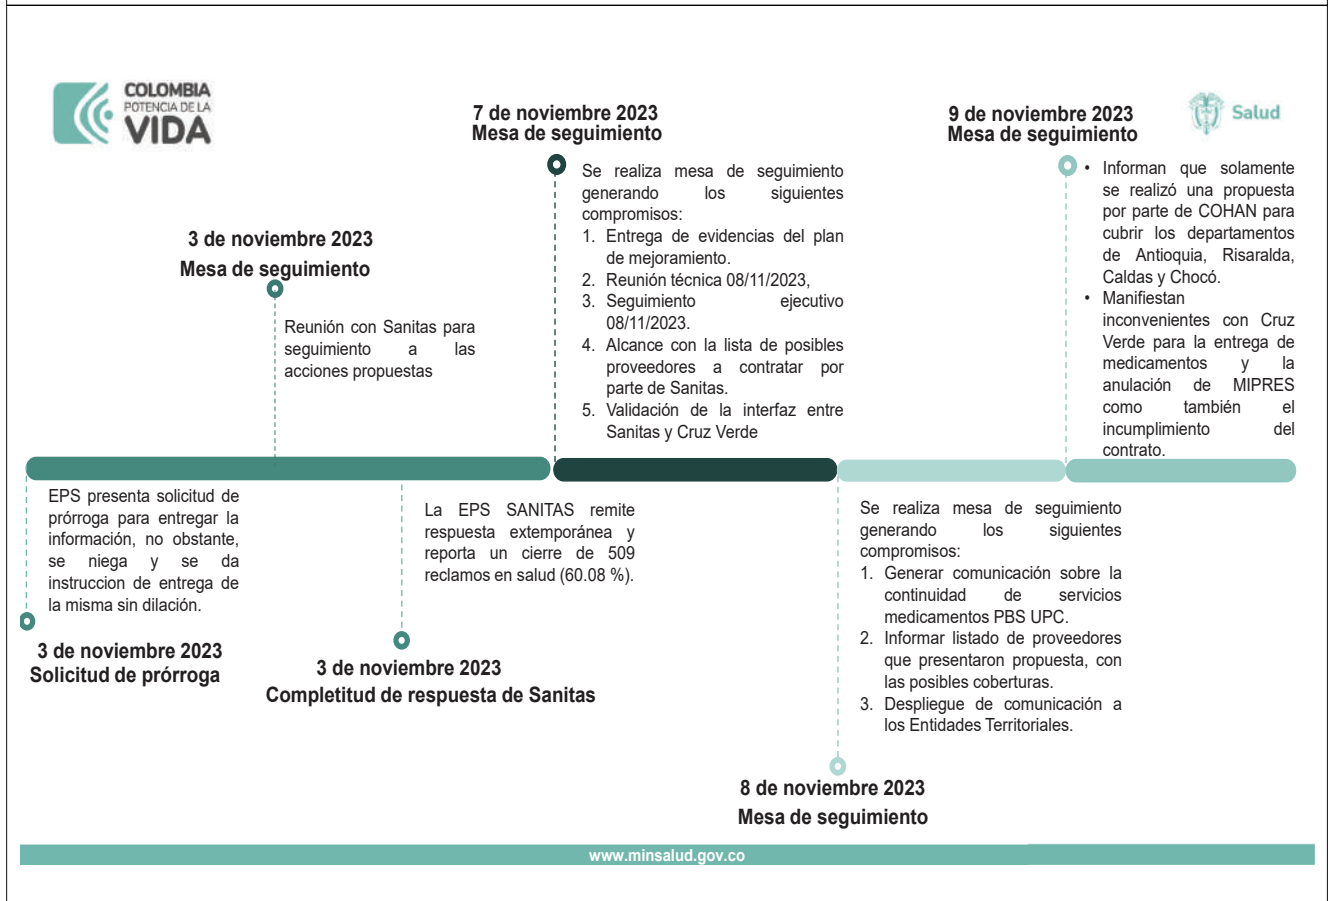 COLOMBIA
POTENCIA DE LA
VIDA
Salud
3 de noviembre 2023
Mesa de seguimiento
Reunión con Sanitas para
seguimiento a las
acciones propuestas
7 de noviembre 2023
Mesa de seguimiento
Se realiza mesa de seguimiento
generando los siguientes
compromisos:
1. Entrega de evidencias del plan
de mejoramiento.
2. Reunión técnica 08/11/2023,
3. Seguimiento ejecutivo
08/11/2023.
4. Alcance con la lista de posibles
proveedores a contratar por
parte de Sanitas.
5. Validación de la interfaz entre
Sanitas y Cruz Verde
9 de noviembre 2023
Mesa de seguimiento
• Informan que solamente
se realizó una propuesta
por parte de COHAN para
cubrir los departamentos
de Antioquia, Risaralda,
Caldas y Chocó.
• Manifiestan
inconvenientes con Cruz
Verde para la entrega de
medicamentos y la
anulación de MIPRES
como también el
incumplimiento del
contrato.
EPS presenta solicitud de
prórroga para entregar la
información, no obstante,
se niega y se da
instruccion de entrega de
la misma sin dilación.
3 de noviembre 2023
Solicitud de prórroga
La EPS SANITAS remite
respuesta extemporánea y
reporta un cierre de 509
reclamos en salud (60.08 %).
3 de noviembre 2023
Completitud de respuesta de Sanitas
Se realiza mesa de seguimiento
generando los siguientes
compromisos:
1. Generar comunicación sobre la
continuidad de servicios
medicamentos PBS UPC.
2. Informar listado de proveedores
que presentaron propuesta, con
las posibles coberturas.
3. Despliegue de comunicación a
los Entidades Territoriales.
8 de noviembre 2023
Mesa de seguimiento
www.minsalud.gov.co